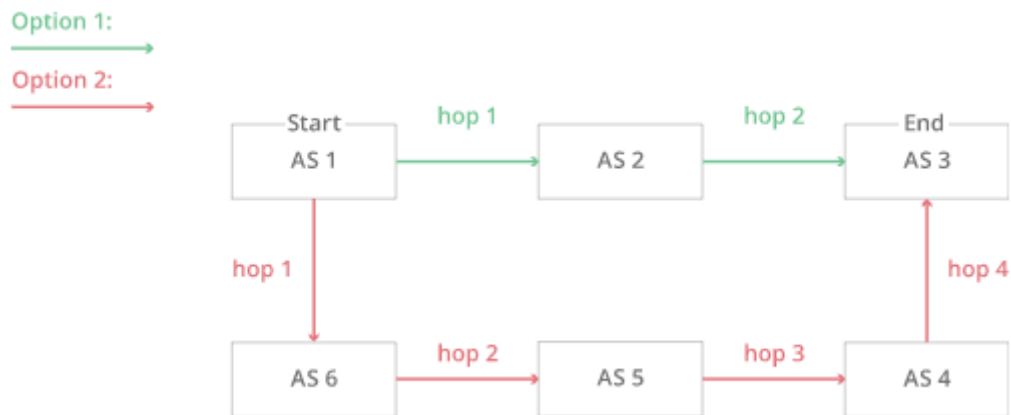 Option 1:
Option 2:
hop 1
hop 2
Start
End
AS 1
AS 2
AS 3
hop 1
hop 4
hop 2
hop 3
AS 6
AS 5
AS 4